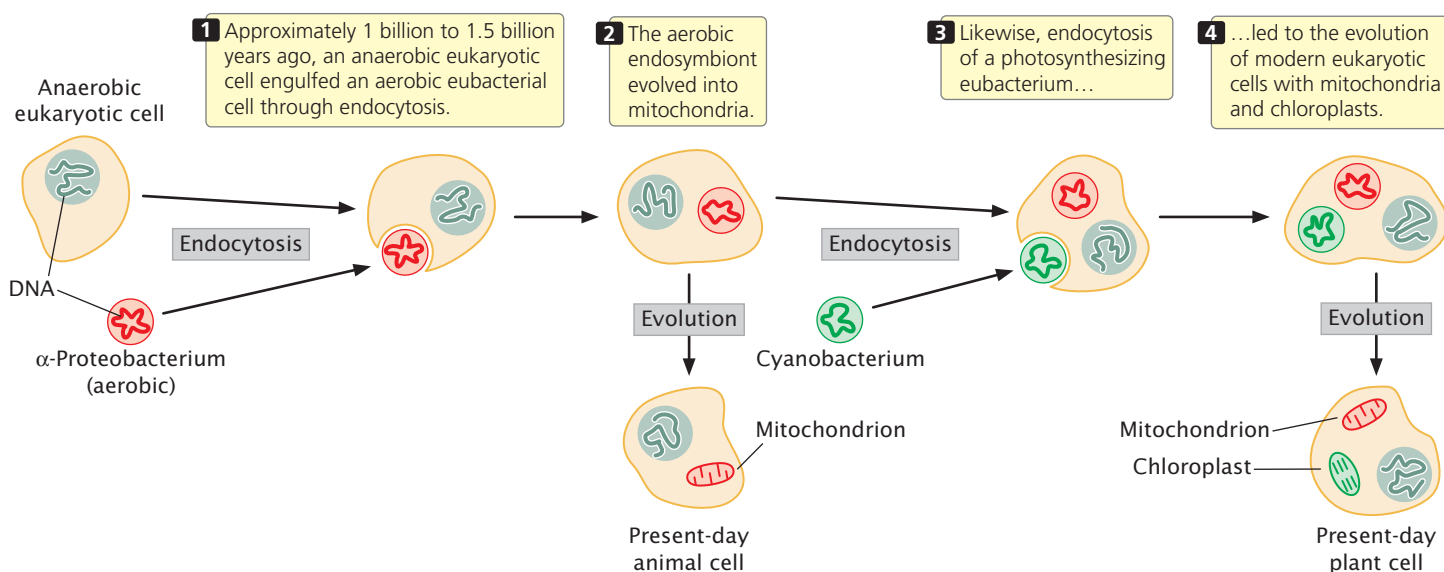 1 Approximately 1 billion to 1.5 billion
years ago, an anaerobic eukaryotic
cell engulfed an aerobic eubacterial
cell through endocytosis.
2 The aerobic
endosymbiont
evolved into
mitochondria.
3 Likewise, endocytosis
of a photosynthesizing
eubacterium…
4 …led to the evolution
of modern eukaryotic
cells with mitochondria
and chloroplasts.
Anaerobic
eukaryotic cell
Endocytosis
Endocytosis
DNA
α-Proteobacterium
(aerobic)
Evolution
Cyanobacterium
Evolution
Mitochondrion
Present-day
animal cell
Mitochondrion
Chloroplast
Present-day
plant cell